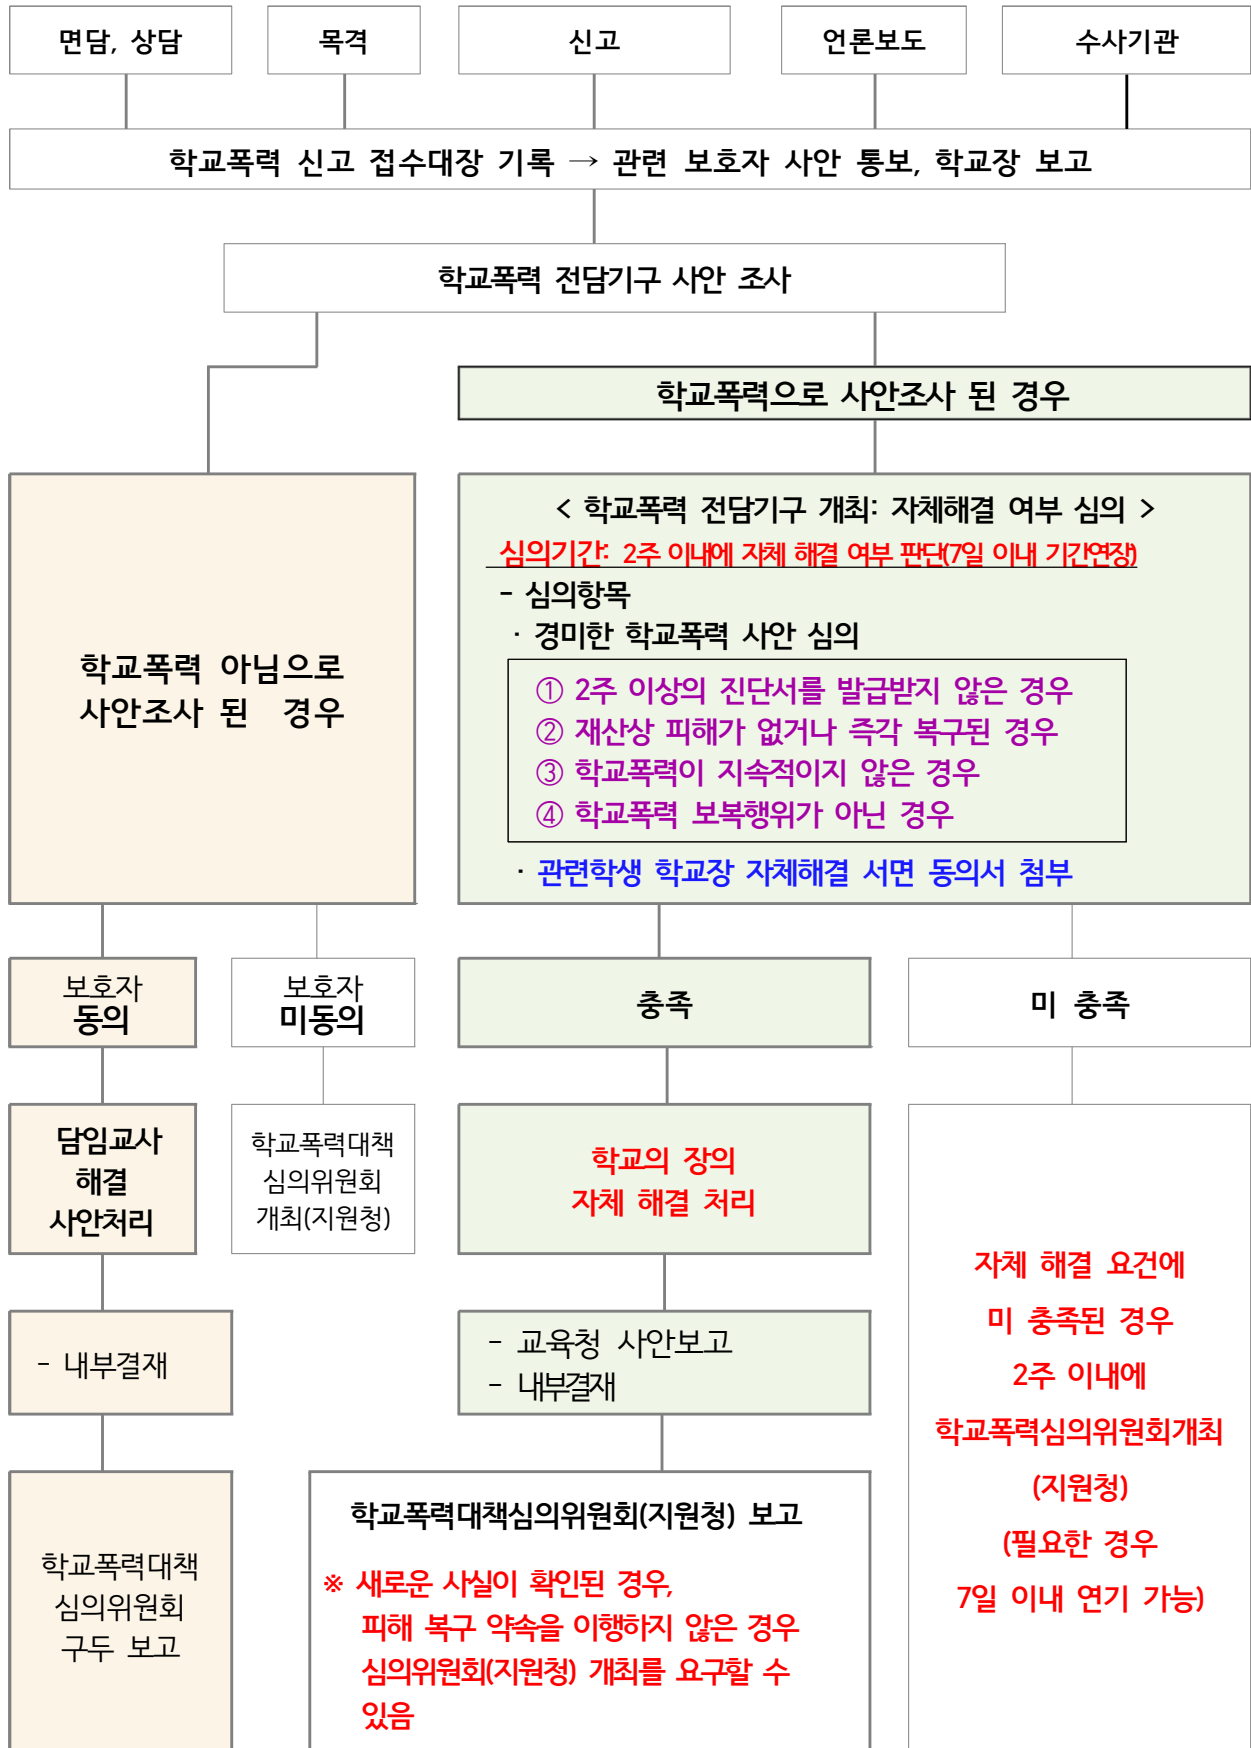 면담, 상담
목격
신고
언론보도
수사기관
학교폭력 신고 접수대장 기록 → 관련 보호자 사안 통보, 학교장 보고
학교폭력 전담기구 사안 조사
학교폭력으로 사안조사 된 경우
학교폭력 아님으로
사안조사 된 경우
< 학교폭력 전담기구 개최: 자체해결 여부 심의 >
심의기간: 2주 이내에 자체 해결 여부 판단(7일 이내 기간연장)
- 심의항목
· 경미한 학교폭력 사안 심의
① 2주 이상의 진단서를 발급받지 않은 경우
② 재산상 피해가 없거나 즉각 복구된 경우
③ 학교폭력이 지속적이지 않은 경우
④ 학교폭력 보복행위가 아닌 경우
· 관련학생 학교장 자체해결 서면 동의서 첨부
보호자
동의
보호자
미동의
충족
미 충족
담임교사
해결
사안처리
학교폭력대책
심의위원회
개최(지원청)
학교의 장의
자체 해결 처리
자체 해결 요건에
미 충족된 경우
2주 이내에
학교폭력심의위원회개최
(지원청)
(필요한 경우
7일 이내 연기 가능)
- 내부결재
- 교육청 사안보고
- 내부결재
학교폭력대책
심의위원회
구두 보고
학교폭력대책심의위원회(지원청) 보고
※ 새로운 사실이 확인된 경우,
피해 복구 약속을 이행하지 않은 경우
심의위원회(지원청) 개최를 요구할 수
있음